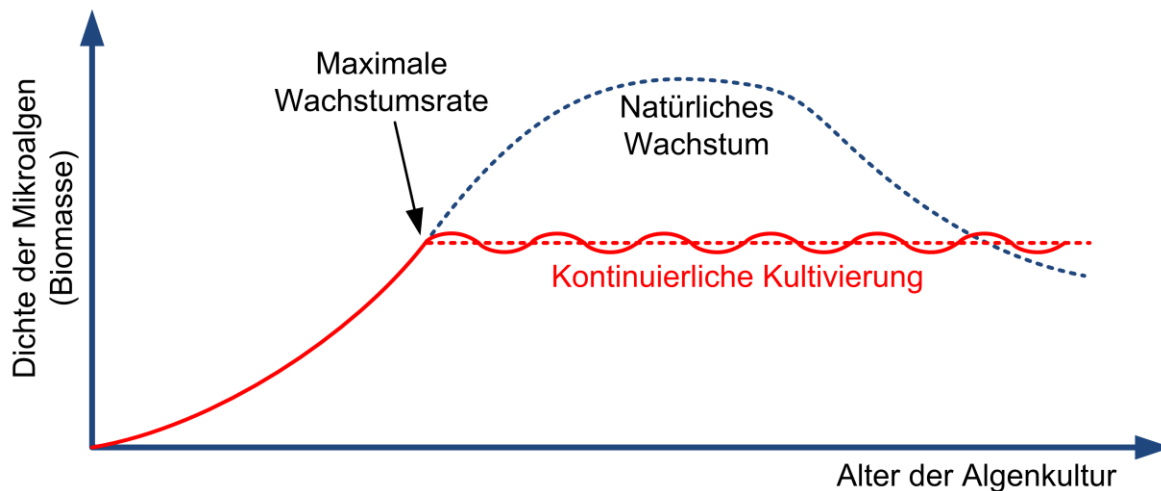 Maximale
Wachstumsrate
Natürliches
Wachstum
Dichte der Mikroalgen
(Biomasse)
Kontinuierliche Kultivierung
Alter der Algenkultur